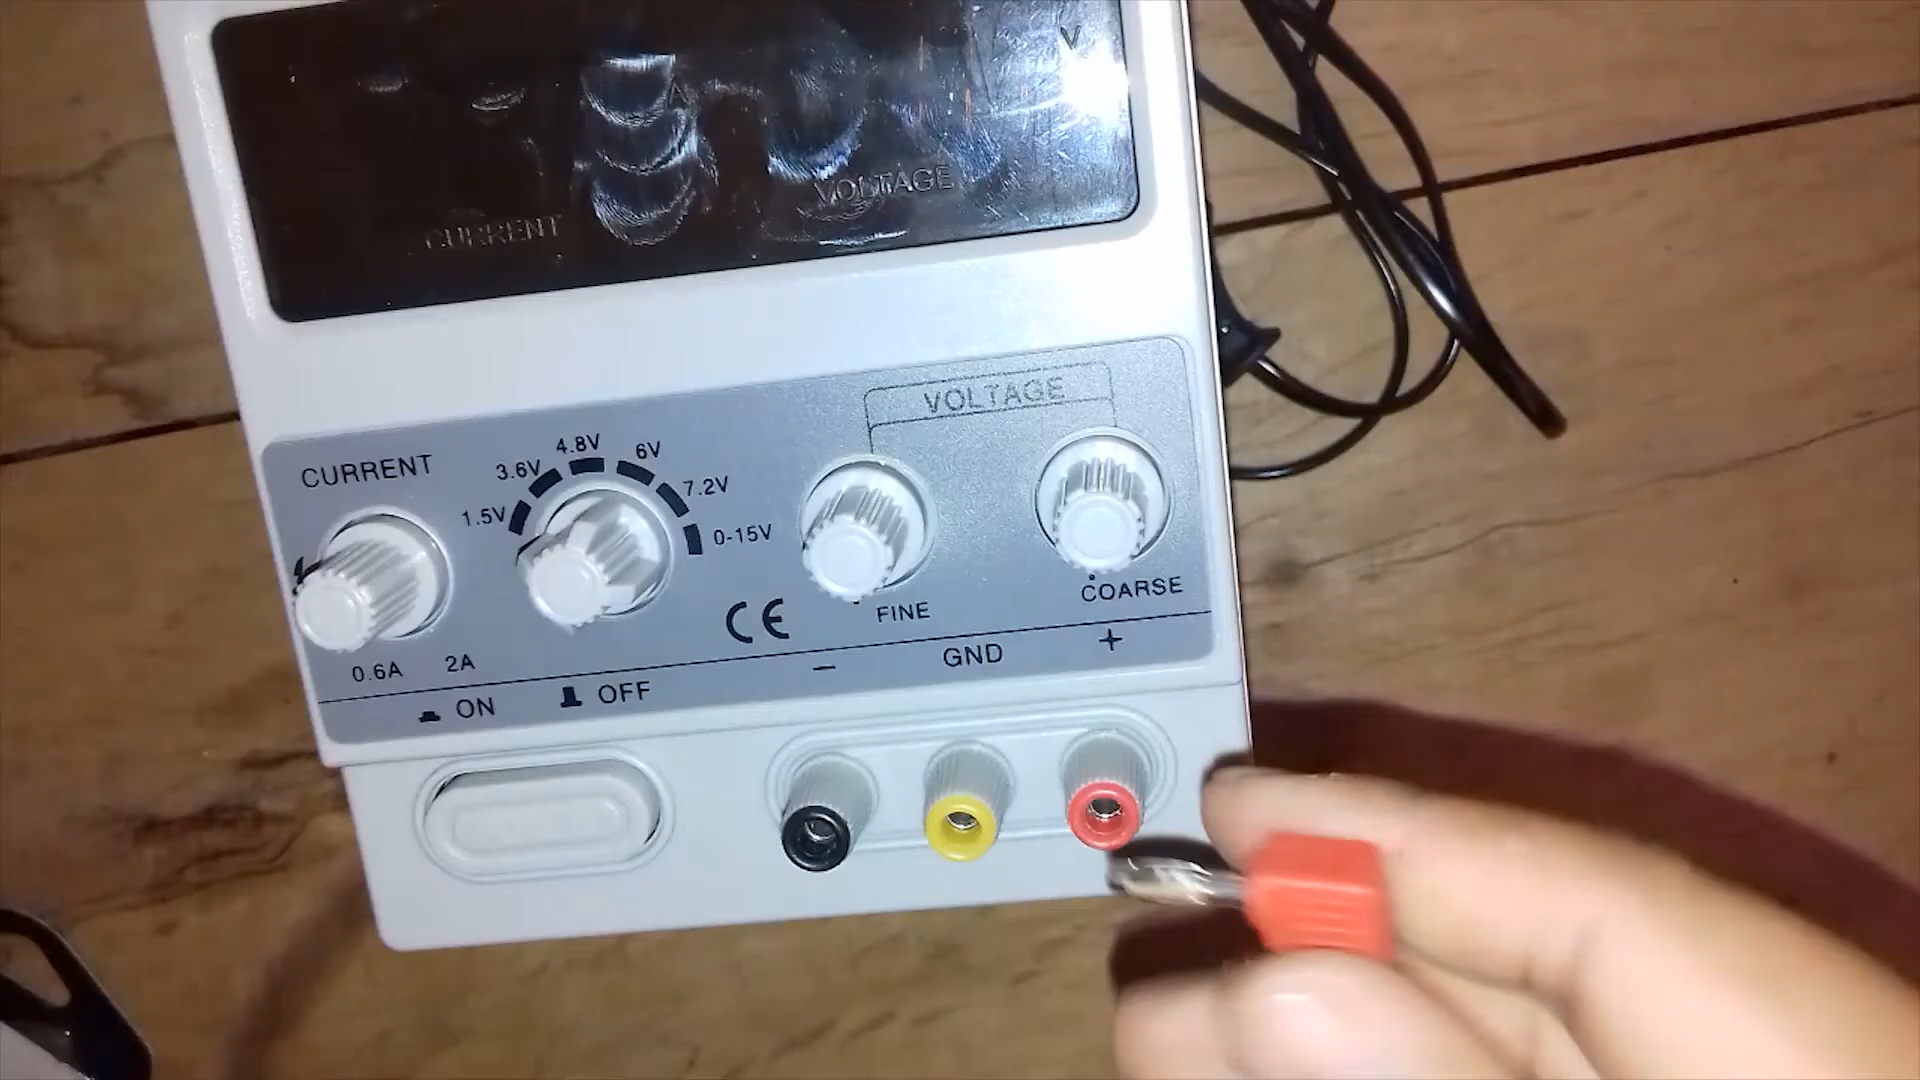 V
A
VOLTAGE
CURRENT
VOLTAGE
CURRENT
1.5V
3.6V
4.8V
6V
7.2V
0-15V
CE
FINE
COARSE
0.6A 2A
− GND +
ON OFF